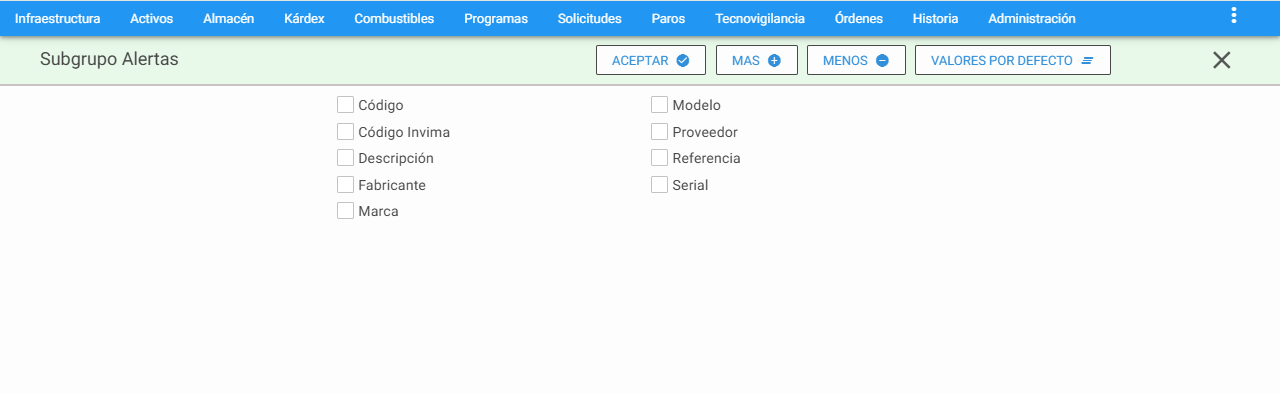 Infraestructura Activos Almacén Kárdex Combustibles Programas Solicitudes Paros Tecnovigilancia Órdenes Historia Administración
Subgrupo Alertas ACEPTAR MAS MENOS VALORES POR DEFECTO
Código Modelo
Código Invima Proveedor
Descripción Referencia
Fabricante Serial
Marca